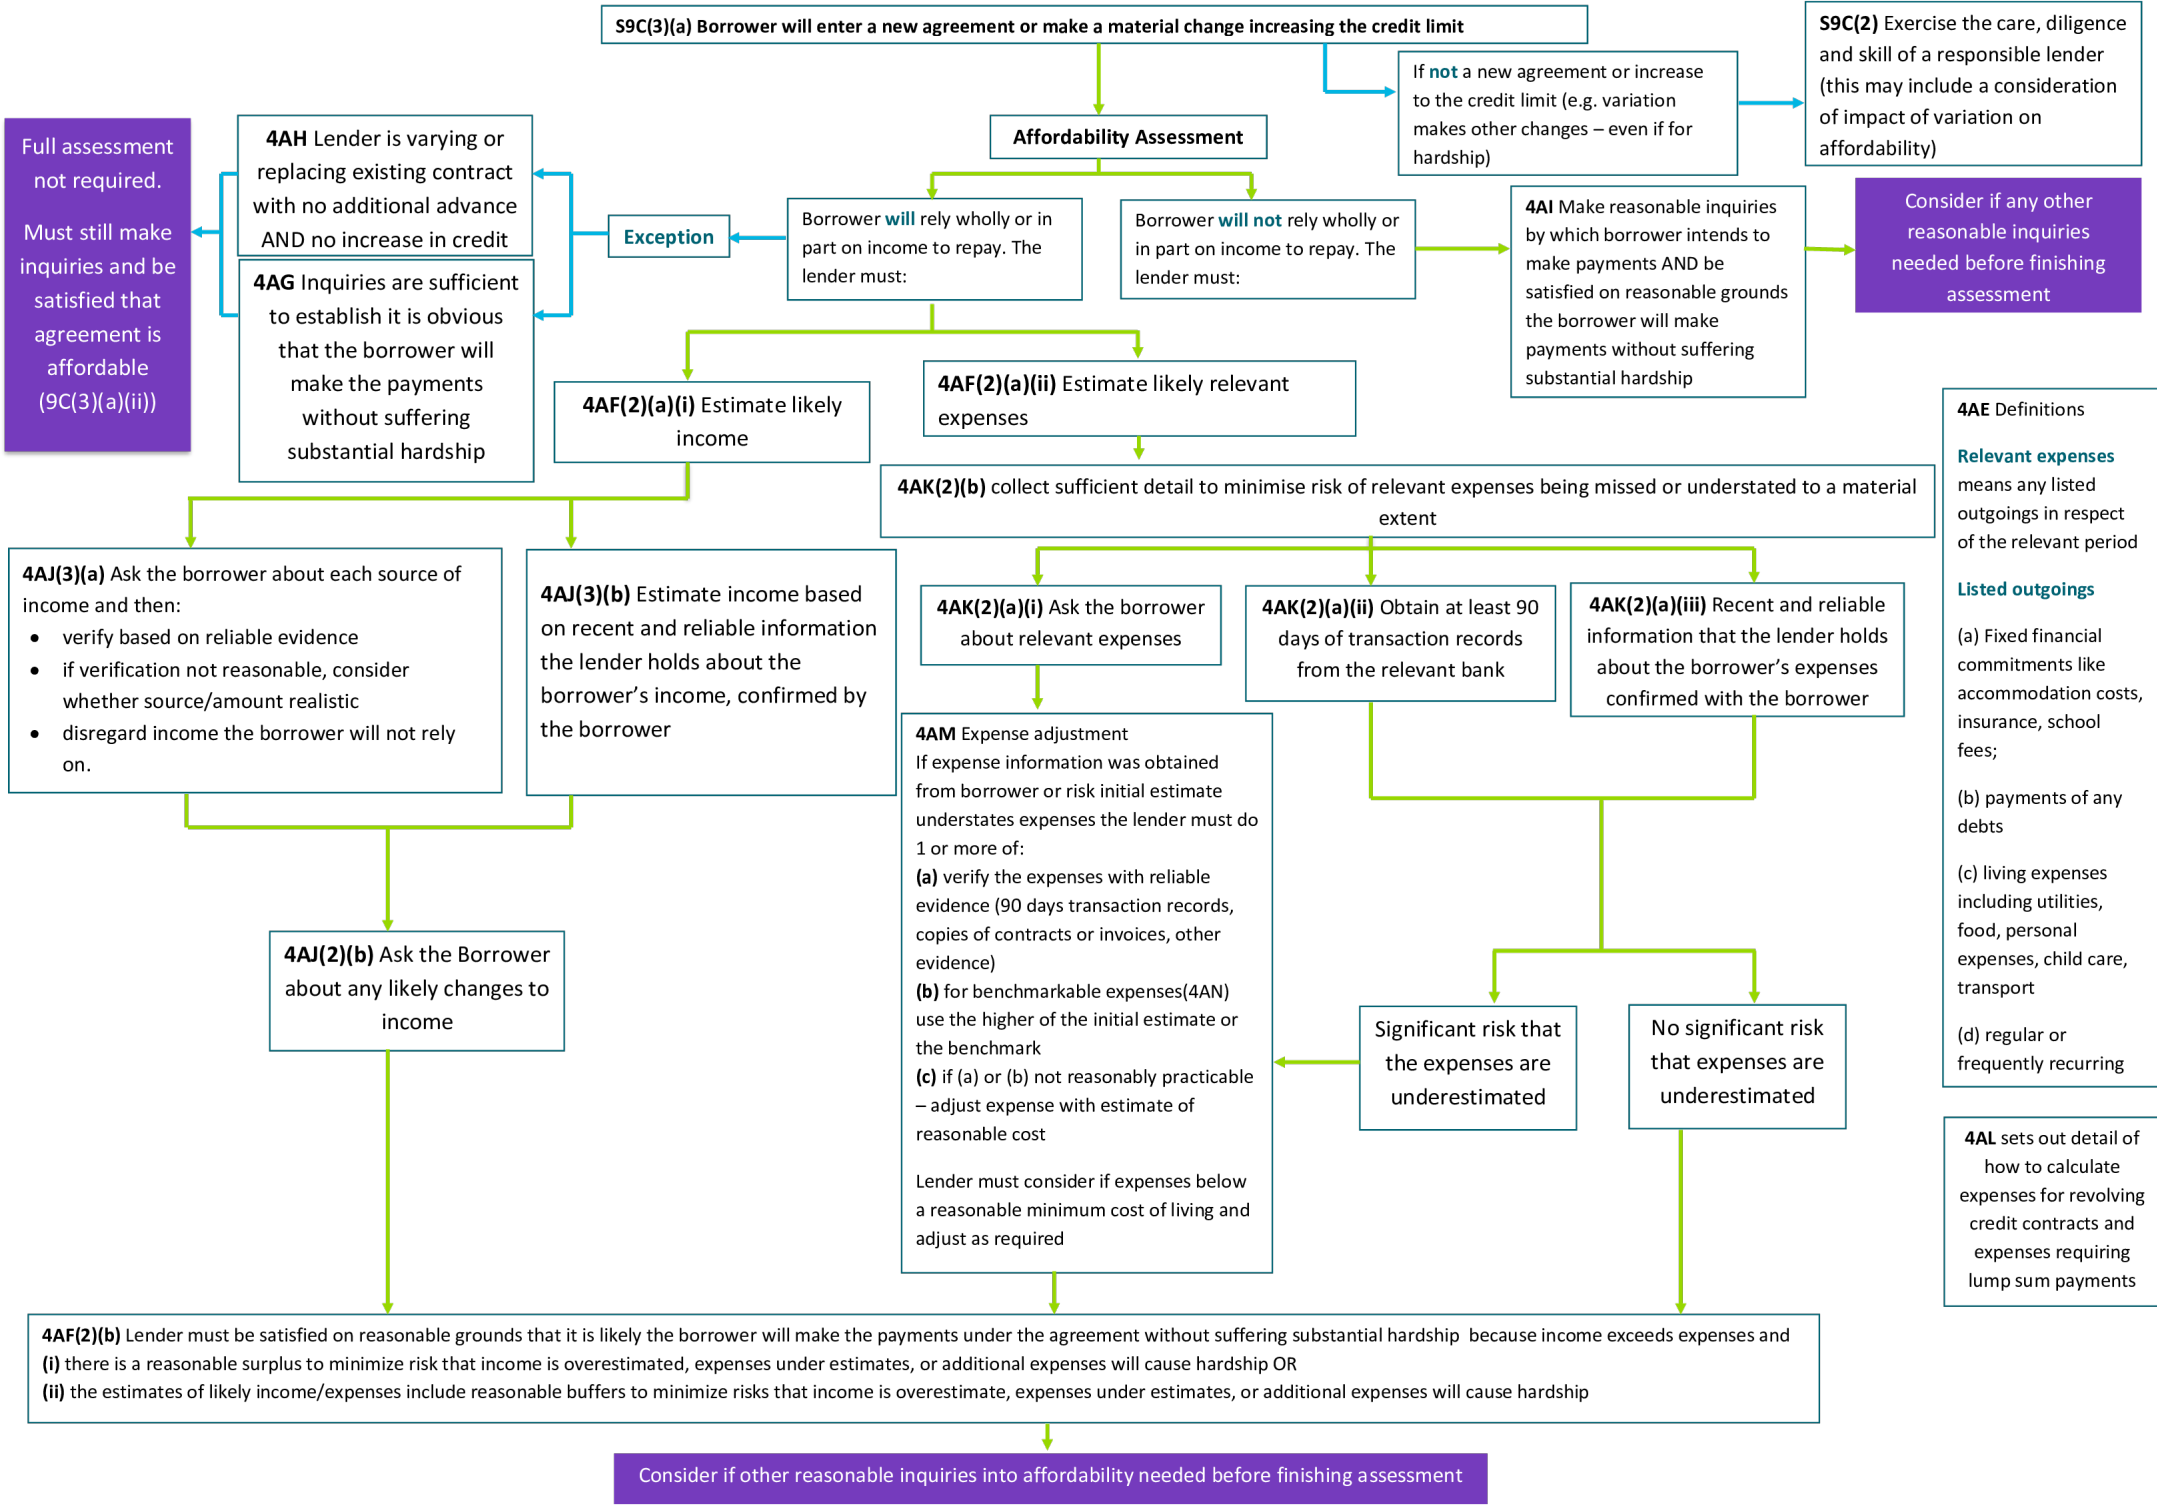 S9C(3)(a) Borrower will enter a new agreement or make a material change increasing the credit limit
If not a new agreement or increase
to the credit limit (e.g. variation
makes other changes – even if for
hardship)
S9C(2) Exercise the care, diligence
and skill of a responsible lender
(this may include a consideration
of impact of variation on
affordability)
Affordability Assessment
Full assessment
not required.
Must still make
inquiries and be
satisfied that
agreement is
affordable
(9C(3)(a)(ii))
4AH Lender is varying or
replacing existing contract
with no additional advance
AND no increase in credit
4AG Inquiries are sufficient
to establish it is obvious
that the borrower will
make the payments
without suffering
substantial hardship
Exception
Borrower will rely wholly or in
part on income to repay. The
lender must:
Borrower will not rely wholly or
in part on income to repay. The
lender must:
4AI Make reasonable inquiries
by which borrower intends to
make payments AND be
satisfied on reasonable grounds
the borrower will make
payments without suffering
substantial hardship
Consider if any other
reasonable inquiries
needed before finishing
assessment
4AF(2)(a)(i) Estimate likely
income
4AF(2)(a)(ii) Estimate likely relevant
expenses
4AK(2)(b) collect sufficient detail to minimise risk of relevant expenses being missed or understated to a material
extent
4AJ(3)(a) Ask the borrower about each source of
income and then:
• verify based on reliable evidence
• if verification not reasonable, consider
whether source/amount realistic
• disregard income the borrower will not rely
on.
4AJ(3)(b) Estimate income based
on recent and reliable information
the lender holds about the
borrower's income, confirmed by
the borrower
4AK(2)(a)(i) Ask the borrower
about relevant expenses
4AK(2)(a)(ii) Obtain at least 90
days of transaction records
from the relevant bank
4AK(2)(a)(iii) Recent and reliable
information that the lender holds
about the borrower's expenses
confirmed with the borrower
4AE Definitions
Relevant expenses
means any listed
outgoings in respect
of the relevant period
Listed outgoings
(a) Fixed financial
commitments like
accommodation costs,
insurance, school
fees;
(b) payments of any
debts
(c) living expenses
including utilities,
food, personal
expenses, child care,
transport
(d) regular or
frequently recurring
4AM Expense adjustment
If expense information was obtained
from borrower or risk initial estimate
understates expenses the lender must do
1 or more of:
(a) verify the expenses with reliable
evidence (90 days transaction records,
copies of contracts or invoices, other
evidence)
(b) for benchmarkable expenses(4AN)
use the higher of the initial estimate or
the benchmark
(c) if (a) or (b) not reasonably practicable
– adjust expense with estimate of
reasonable cost
Lender must consider if expenses below
a reasonable minimum cost of living and
adjust as required
4AJ(2)(b) Ask the Borrower
about any likely changes to
income
Significant risk that
the expenses are
underestimated
No significant risk
that expenses are
underestimated
4AL sets out detail of
how to calculate
expenses for revolving
credit contracts and
expenses requiring
lump sum payments
4AF(2)(b) Lender must be satisfied on reasonable grounds that it is likely the borrower will make the payments under the agreement without suffering substantial hardship because income exceeds expenses and
(i) there is a reasonable surplus to minimize risk that income is overestimated, expenses under estimates, or additional expenses will cause hardship OR
(ii) the estimates of likely income/expenses include reasonable buffers to minimize risks that income is overestimate, expenses under estimates, or additional expenses will cause hardship
Consider if other reasonable inquiries into affordability needed before finishing assessment